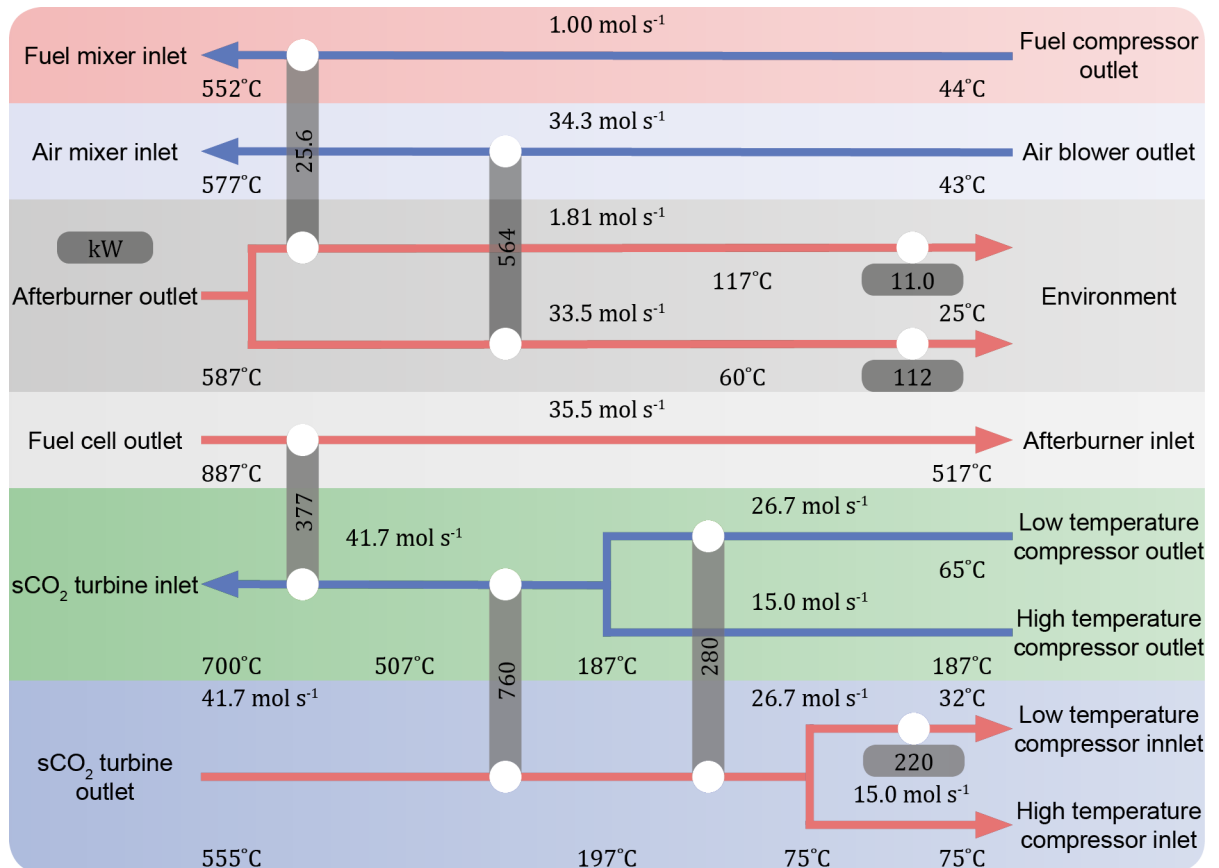 1.00 mol s⁻¹
Fuel mixer inlet
Fuel compressor
outlet
552°C
44°C
25.6
34.3 mol s⁻¹
Air mixer inlet
Air blower outlet
577°C
43°C
1.81 mol s⁻¹
kW
564
117°C
11.0
Afterburner outlet
Environment
33.5 mol s⁻¹
25°C
587°C
60°C
112
35.5 mol s⁻¹
Fuel cell outlet
Afterburner inlet
887°C
517°C
377
26.7 mol s⁻¹
41.7 mol s⁻¹
Low temperature
compressor outlet
65°C
sCO₂ turbine inlet
15.0 mol s⁻¹
High temperature
compressor outlet
280
700°C
507°C
187°C
187°C
760
41.7 mol s⁻¹
26.7 mol s⁻¹
32°C
Low temperature
compressor innlet
220
sCO₂ turbine
outlet
15.0 mol s⁻¹
High temperature
compressor inlet
555°C
197°C
75°C
75°C